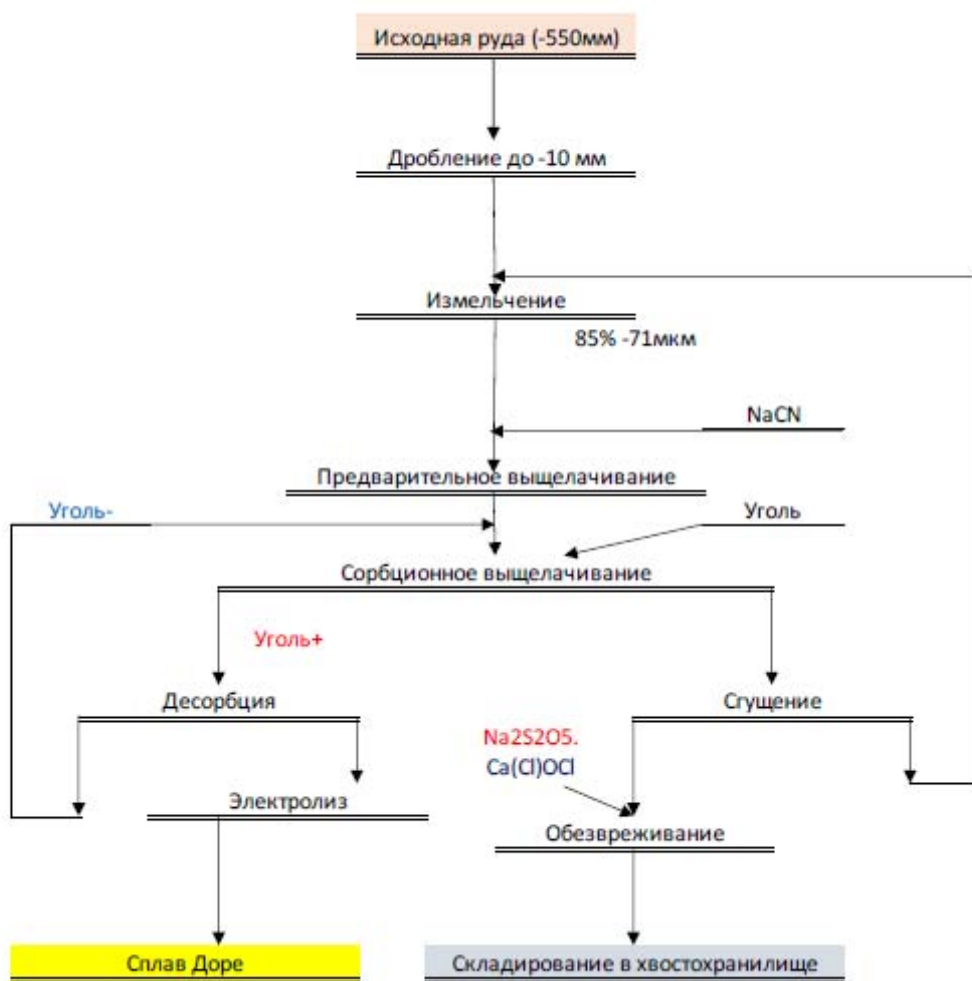 Исходная руда (-550мм)
Дробление до -10 мм
Измельчение
85% -71мкм
NaCN
Предварительное выщелачивание
Уголь-
Уголь
Сорбционное выщелачивание
Уголь+
Десорбция
Сгущение
Na2S2O5.
Ca(Cl)OCl
Электролиз
Обезвреживание
Сплав Доре
Складирование в хвостохранилище